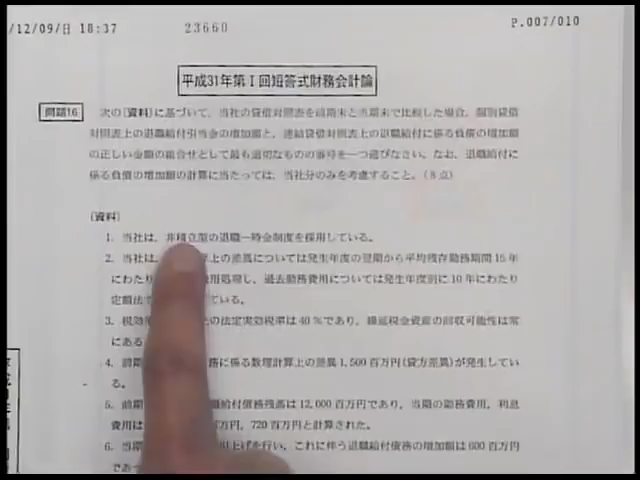 /12/09/日 18:37 23660 P.007/010
平成31年第Ⅰ回短答式財務会計論
問題16 次の(資料)に基づいて,当社の貸借対照表を前期末と当期末で比較した場合,個別貸借
対照表上の退職給付引当金の増加額と,連結貸借対照表上の退職給付に係る負債の増加額
の正しい金額の組合せとして最も適切なものの番号を一つ選びなさい。なお,退職給付に
係る負債の増加額の計算に当たっては,当社分のみを考慮すること。(8点)
(資料)
1. 当社は,非積立型の退職一時金制度を採用している。
2. 当社は, 上の差異については発生年度の翌期から平均残存勤務期間15年
にわたり 用処理し,過去勤務費用については発生年度別に10年にわたり
定額法で ている。
3. 税効 の法定実効税率は40%であり,繰延税金資産の回収可能性は常
にある
4. 前期 務に係る数理計算上の差異1,500百万円(貸方差異)が発生してい
る。
5. 前期 職給付債務残高は12,000百万円であり,当期の勤務費用,利息
費用は 万円,720百万円と計算された。
6. 当期 上げを行い,これに伴う退職給付債務の増加額は600百万円
であっ